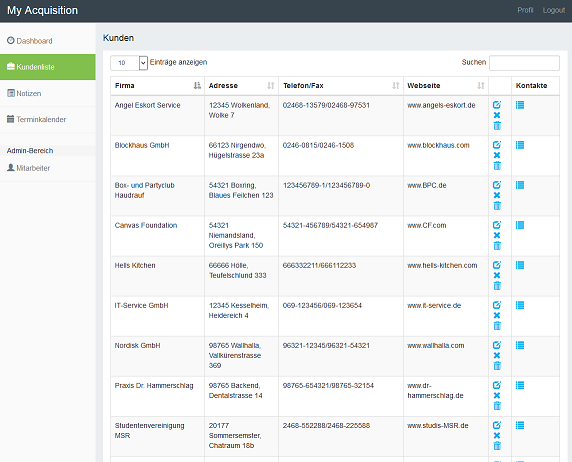 My Acquisition
Profil Logout
Dashboard
Kundenliste
Notizen
Terminkalender
Admin-Bereich
Mitarbeiter
Kunden
10 Einträge anzeigen
Suchen
Firma Adresse Telefon/Fax Webseite Kontakte
Angel Eskort Service 12345 Wolkenland, 02468-13579/02468-97531 www.angels-eskort.de
Wolke 7
Blockhaus GmbH 66123 Nirgendwo, 0246-0815/0246-1508 www.blockhaus.com
Hügelstrasse 23a
Box- und Partyclub 54321 Boxring, 123456789-1/123456789-0 www.BPC.de
Haudrauf Blaues Feilchen 123
Canvas Foundation 54321 54321-456789/54321-654987 www.CF.com
Niemandsland,
Oreillys Park 150
Hells Kitchen 66666 Hölle, 666332211/666112233 www.hells-kitchen.com
Teufelschlund 333
IT-Service GmbH 12345 Kesselheim, 069-123456/069-123654 www.it-service.de
Heidereich 4
Nordisk GmbH 98765 Wallhalla, 96321-12345/96321-54321 www.wallhalla.com
Vallkürenstrasse
369
Praxis Dr. Hammerschlag 98765 Backend, 98765-654321/98765-32154 www.dr-
Dentalstrasse 14 hammerschlag.de
Studentenvereinigung 20177 2468-552288/2468-225588 www.studis-MSR.de
MSR Sommersemster,
Chatraum 18b